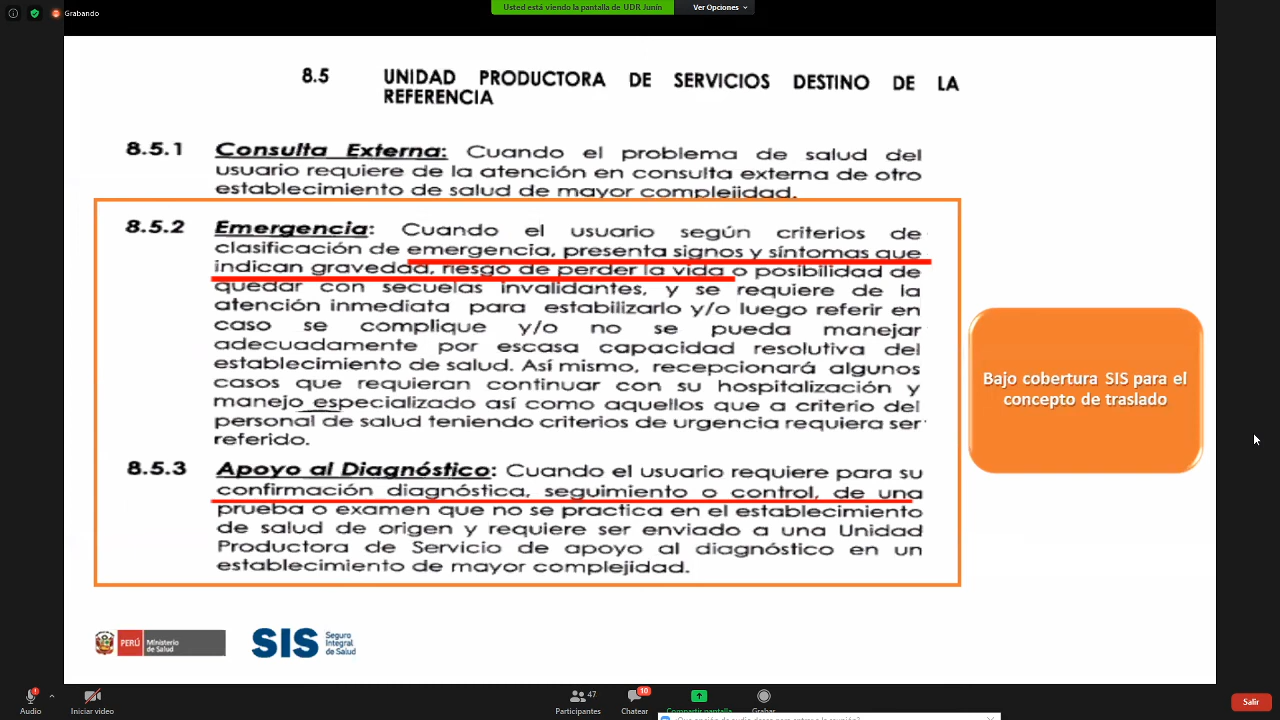 Grabando
Usted está viendo la pantalla de UDR Junín
Ver Opciones
8.5 UNIDAD PRODUCTORA DE SERVICIOS DESTINO DE LA
REFERENCIA
8.5.1 Consulta Externa: Cuando el problema de salud del
usuario requiere de la atención en consulta externa de otro
establecimiento de salud de mayor complejidad.
8.5.2 Emergencia: Cuando el usuario según criterios de
clasificación de emergencia, presenta signos y síntomas que
indican gravedad, riesgo de perder la vida o posibilidad de
quedar con secuelas invalidantes, y se requiere de la
atención inmediata para estabilizarlo y/o luego referir en
caso se complique y/o no se pueda manejar
adecuadamente por escasa capacidad resolutiva del
establecimiento de salud. Así mismo, recepcionará algunos
casos que requieran continuar con su hospitalización y
manejo especializado así como aquellos que a criterio del
personal de salud teniendo criterios de urgencia requiera ser
referido.
8.5.3 Apoyo al Diagnóstico: Cuando el usuario requiere para su
confirmación diagnóstica, seguimiento o control, de una
prueba o examen que no se practica en el establecimiento
de salud de origen y requiere ser enviado a una Unidad
Productora de Servicio de apoyo al diagnóstico en un
establecimiento de mayor complejidad.
Bajo cobertura SIS para el
concepto de traslado
PERÚ Ministerio
de Salud
SIS Seguro
Integral
de Salud
Audio
Iniciar video
47
Participantes
10
Chatear
Compartir pantalla
Grabar
Salir